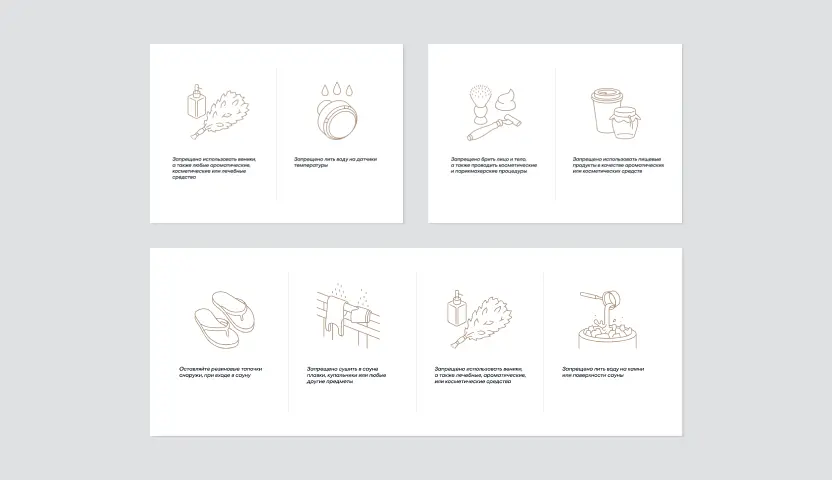 Запрещено использовать веники,
а также любые ароматические,
косметические или лечебные
средства
Запрещено лить воду на датчики
температуры
Запрещено брить лицо и тело,
а также проводить косметические
и парикмахерские процедуры
Запрещено использовать пищевые
продукты в качестве ароматических
или косметических средств
Оставляйте резиновые тапочки
снаружи, при входе в сауну
Запрещено сушить в сауне
плавки, купальники или любые
другие предметы
Запрещено использовать веники,
а также лечебные, ароматические,
или косметические средства
Запрещено лить воду на камни
или поверхности сауны